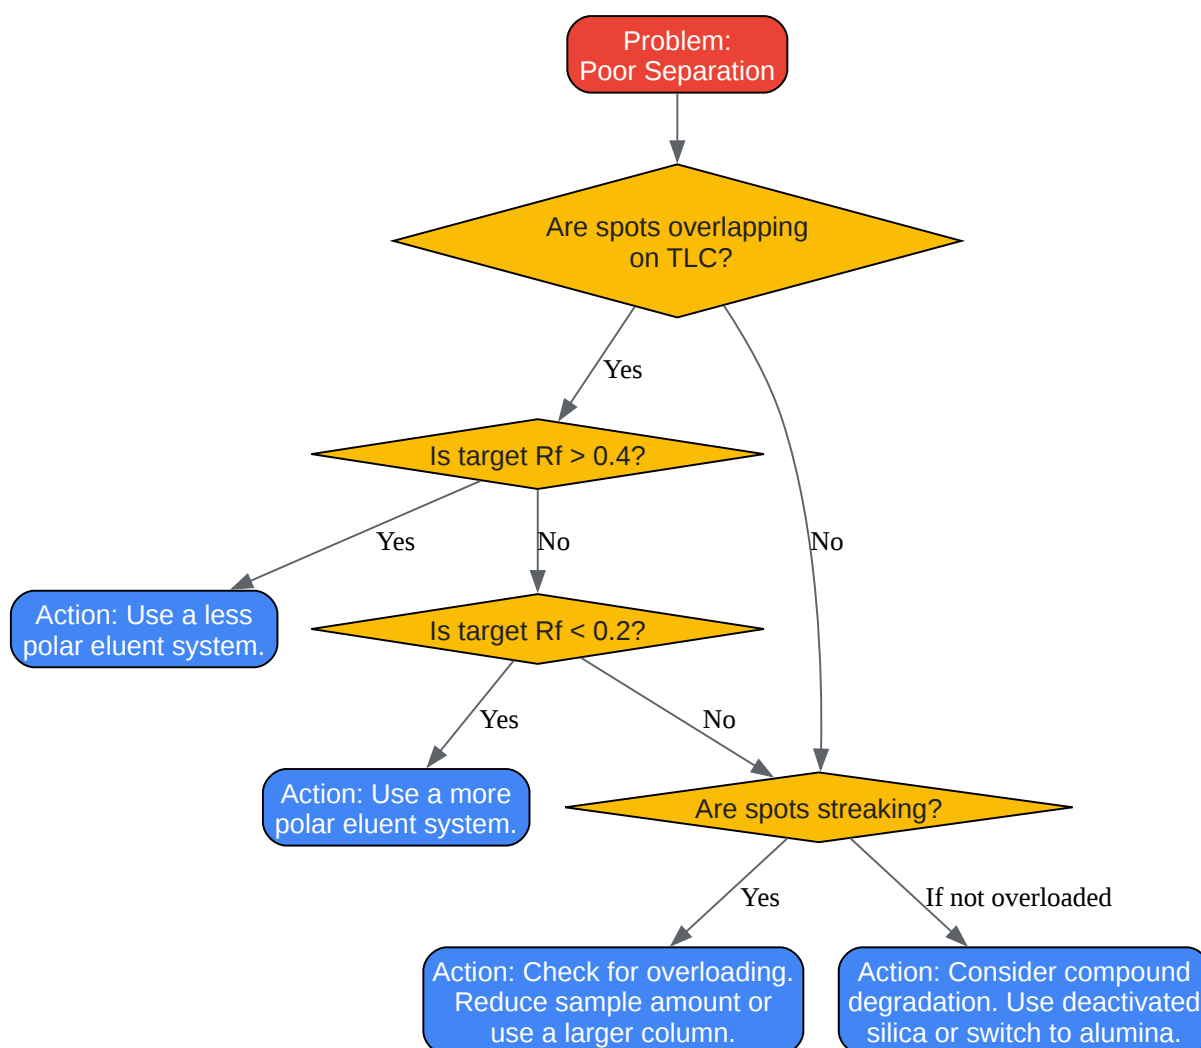 Problem:
Poor Separation
Are spots overlapping
on TLC?
Yes
Is target Rf > 0.4?
Yes
No
No
Action: Use a less
polar eluent system.
Is target Rf < 0.2?
Yes
No
Action: Use a more
polar eluent system.
Are spots streaking?
Yes
If not overloaded
Action: Check for overloading.
Reduce sample amount or
use a larger column.
Action: Consider compound
degradation. Use deactivated
silica or switch to alumina.